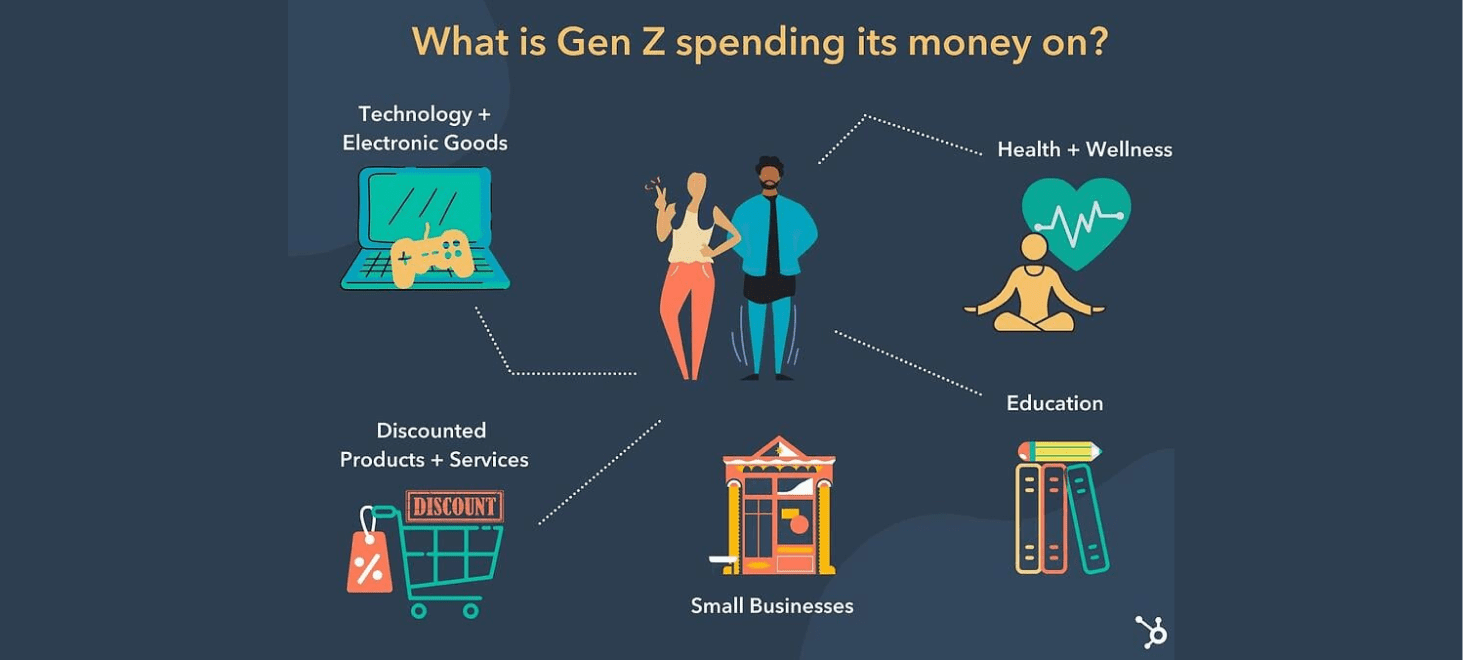 What is Gen Z spending its money on?
Technology +
Electronic Goods
Health + Wellness
Education
Discounted
Products + Services
DISCOUNT
%
Small Businesses